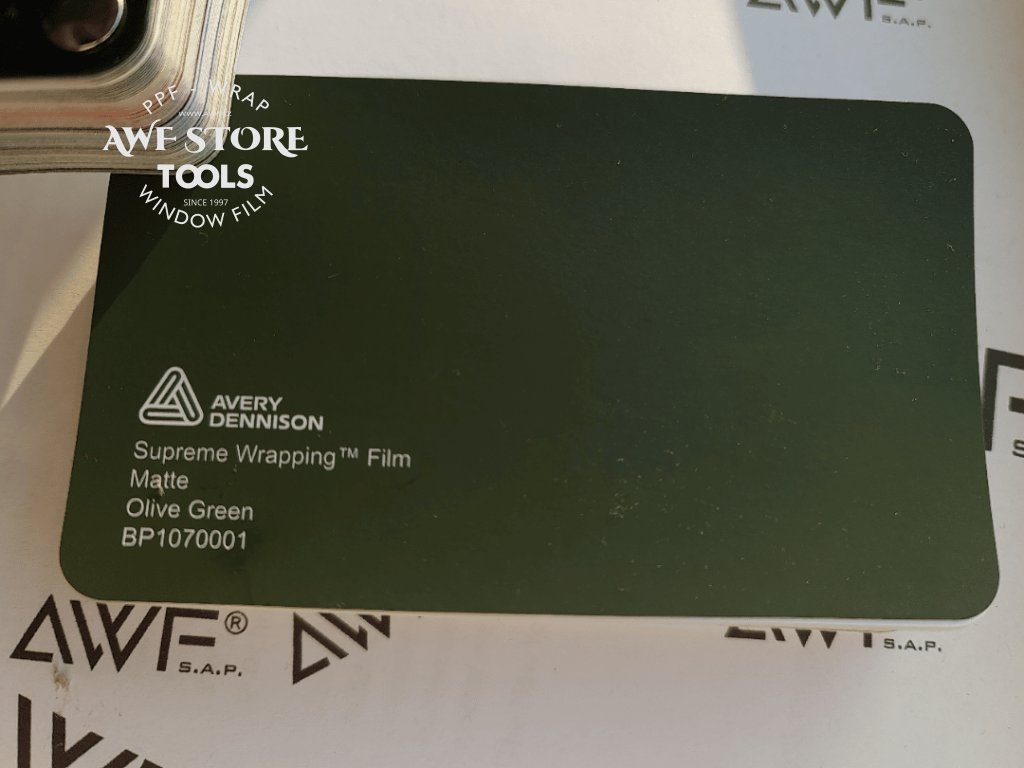 AWF
S.A.P.
PPF - WRAP
AWF STORE
TOOLS
SINCE 1997
WINDOW FILM
AVERY
DENNISON
Supreme Wrapping™ Film
Matte
Olive Green
BP1070001
AWF®
S.A.P.
S.A.P.